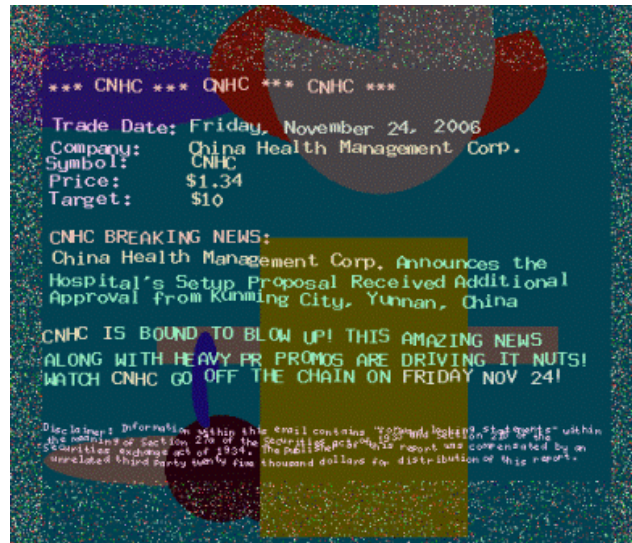 *** CNHC *** CNHC *** CNHC ***
Trade Date: Friday, November 24, 2006
Company: China Health Management Corp.
Symbol: CNHC
Price: $1.34
Target: $10
CNHC BREAKING NEWS:
China Health Management Corp. Announces the
Hospital's Setup Proposal Received Additional
Approval from Kunming City, Yunnan, China
CNHC IS BOUND TO BLOW UP! THIS AMAZING NEWS
ALONG WITH HEAVY PR PROMOS ARE DRIVING IT NUTS!
WATCH CNHC GO OFF THE CHAIN ON FRIDAY NOV 24!
Disclaimer: Information within this email contains "forward looking statements" within
the meaning of Section 27a of the Securities act of 1933 and Section 21B of the
Securities exchange act of 1934. The Publisher of this report was compensated by an
unrelated third party twenty five thousand dollars for distribution of this report.